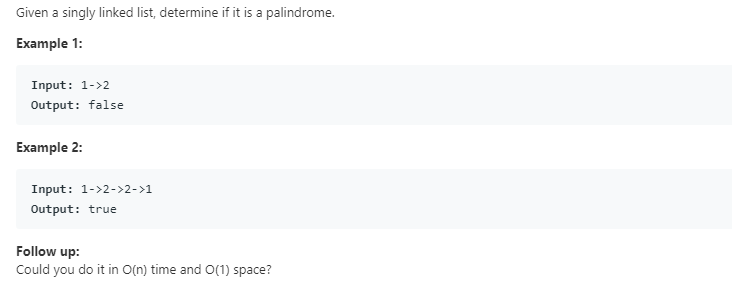 Given a singly linked list, determine if it is a palindrome.
Example 1:
Input: 1->2
Output: false
Example 2:
Input: 1->2->2->1
Output: true
Follow up:
Could you do it in O(n) time and O(1) space?